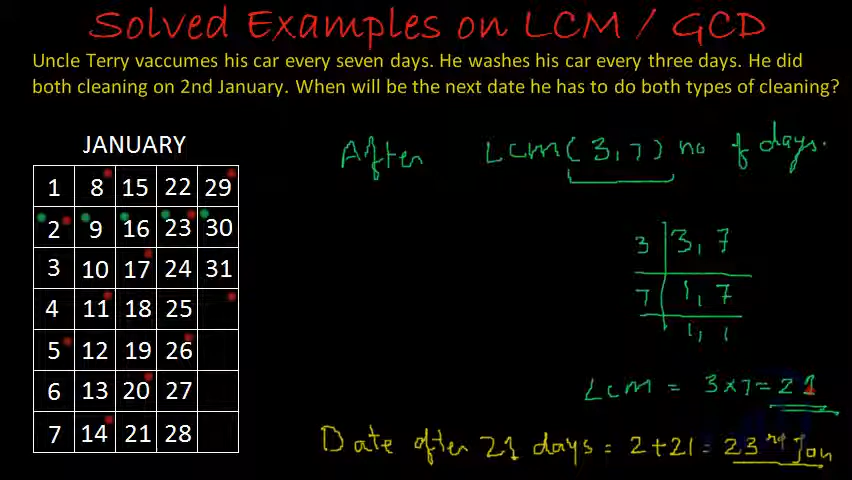 Solved Examples on LCM / GCD
Uncle Terry vaccumes his car every seven days. He washes his car every three days. He did
both cleaning on 2nd January. When will be the next date he has to do both types of cleaning?
JANUARY
1 8 15 22 29
2 9 16 23 30
3 10 17 24 31
4 11 18 25
5 12 19 26
6 13 20 27
7 14 21 28
After LCM(3,7) no of days.
3 3, 7
7 1, 7
1, 1
LCM = 3×7=21
Date after 21 days = 2+21= 23rd Jan